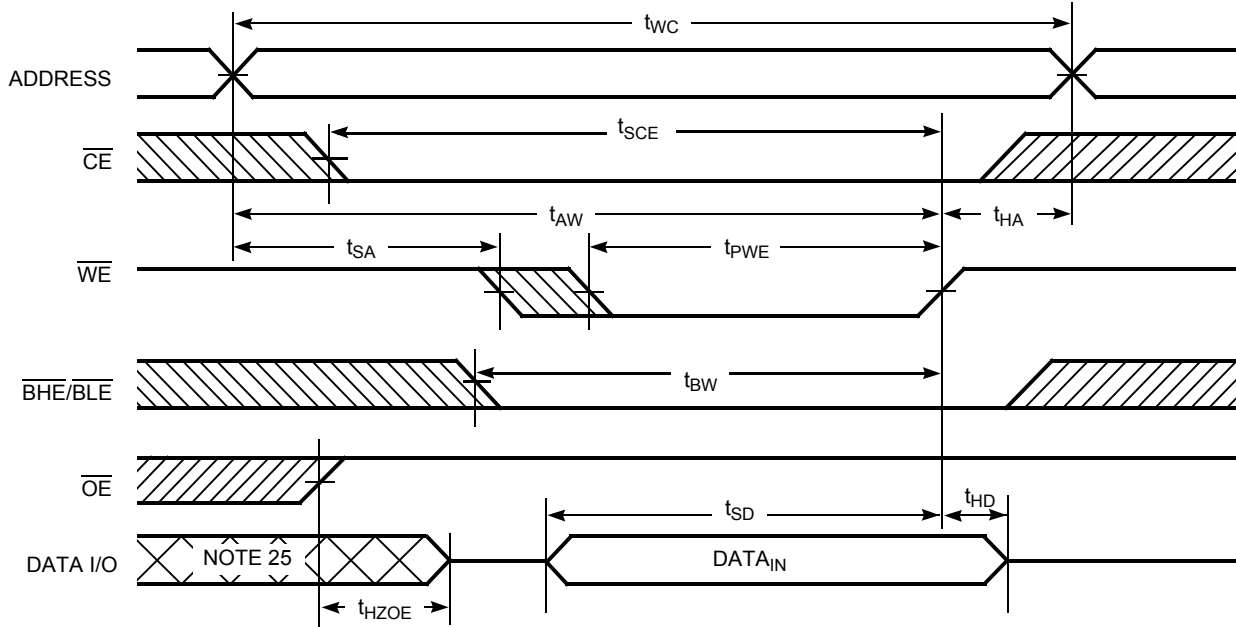 tWC
ADDRESS
tSCE
CE
tAW
tHA
tSA
tPWE
WE
tBW
BHE/BLE
OE
tSD
tHD
DATA I/O
NOTE 25
DATAIN
tHZOE